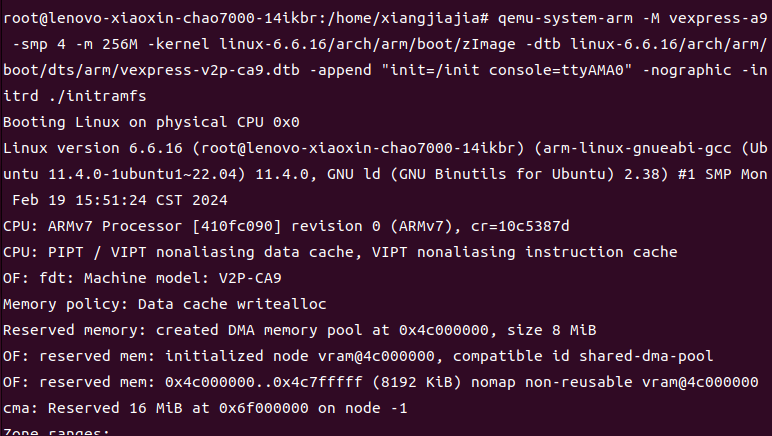 root@lenovo-xiaoxin-chao7000-14ikbr:/home/xiangjiajia# qemu-system-arm -M vexpress-a9
-smp 4 -m 256M -kernel linux-6.6.16/arch/arm/boot/zImage -dtb linux-6.6.16/arch/arm/
boot/dts/arm/vexpress-v2p-ca9.dtb -append "init=/init console=ttyAMA0" -nographic -in
itrd ./initramfs
Booting Linux on physical CPU 0x0
Linux version 6.6.16 (root@lenovo-xiaoxin-chao7000-14ikbr) (arm-linux-gnueabi-gcc (Ub
untu 11.4.0-1ubuntu1~22.04) 11.4.0, GNU ld (GNU Binutils for Ubuntu) 2.38) #1 SMP Mon
Feb 19 15:51:24 CST 2024
CPU: ARMv7 Processor [410fc090] revision 0 (ARMv7), cr=10c5387d
CPU: PIPT / VIPT nonaliasing data cache, VIPT nonaliasing instruction cache
OF: fdt: Machine model: V2P-CA9
Memory policy: Data cache writealloc
Reserved memory: created DMA memory pool at 0x4c000000, size 8 MiB
OF: reserved mem: initialized node vram@4c000000, compatible id shared-dma-pool
OF: reserved mem: 0x4c000000..0x4c7fffff (8192 KiB) nomap non-reusable vram@4c000000
cma: Reserved 16 MiB at 0x6f000000 on node -1
Zone ranges: